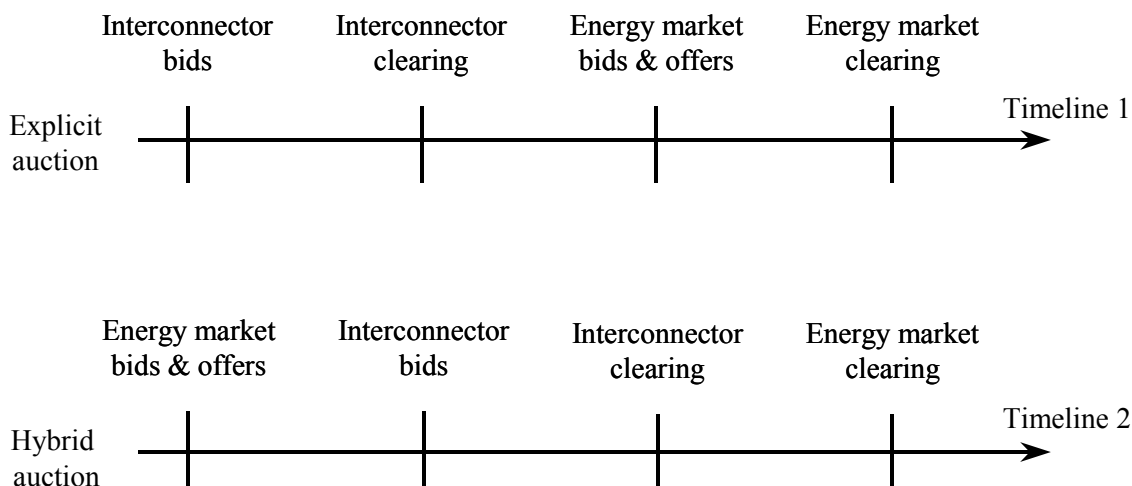 Interconnector
bids
Interconnector
clearing
Energy market
bids & offers
Energy market
clearing
Explicit
auction
Timeline 1
Energy market
bids & offers
Interconnector
bids
Interconnector
clearing
Energy market
clearing
Hybrid
auction
Timeline 2